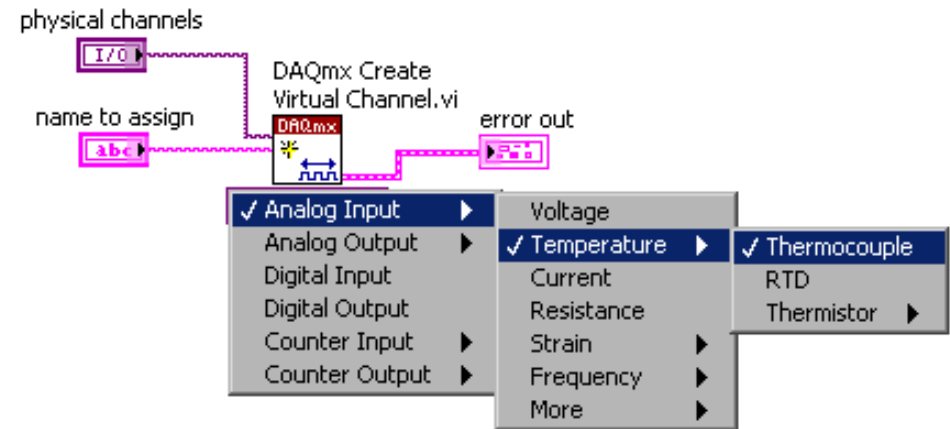 physical channels
I/O
DAQmx Create
Virtual Channel.vi
name to assign
abc
DAQmx
error out
✓ Analog Input
Analog Output
Digital Input
Digital Output
Counter Input
Counter Output
Voltage
✓ Temperature
Current
Resistance
Strain
Frequency
More
✓ Thermocouple
RTD
Thermistor